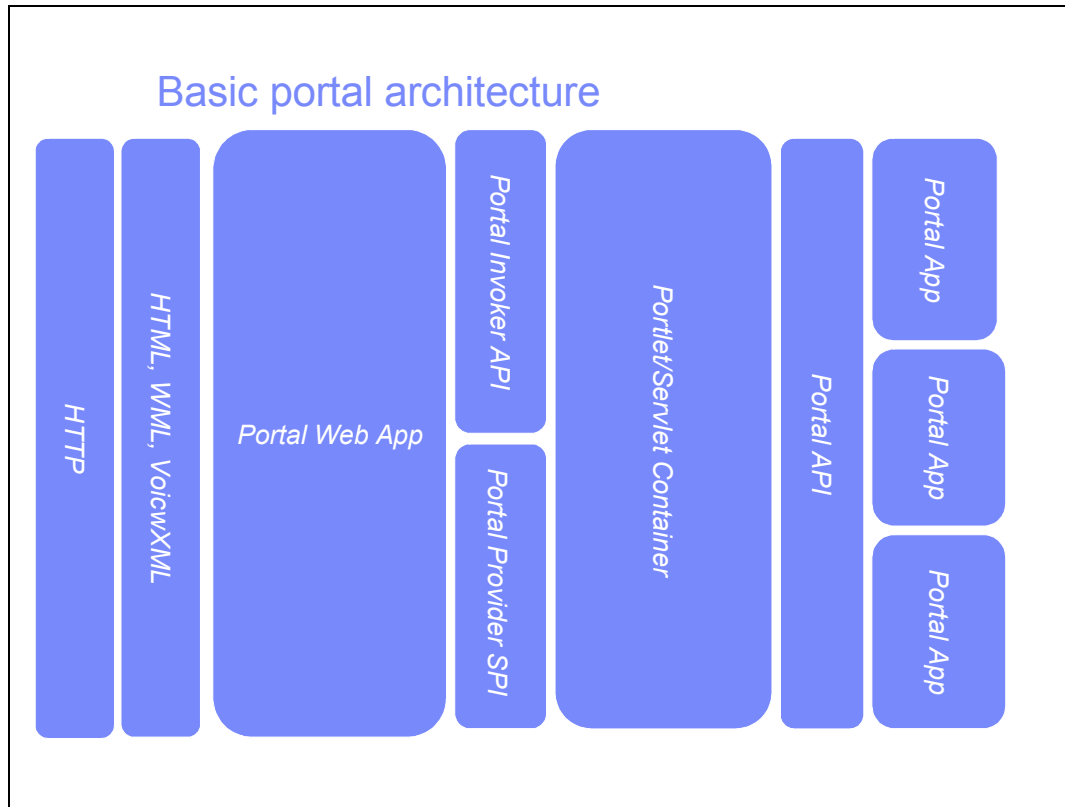 Basic portal architecture
HTTP
HTML, WML, VoicwXML
Portal Web App
Portal Invoker API
Portal Provider SPI
Portlet/Servlet Container
Portal API
Portal App
Portal App
Portal App